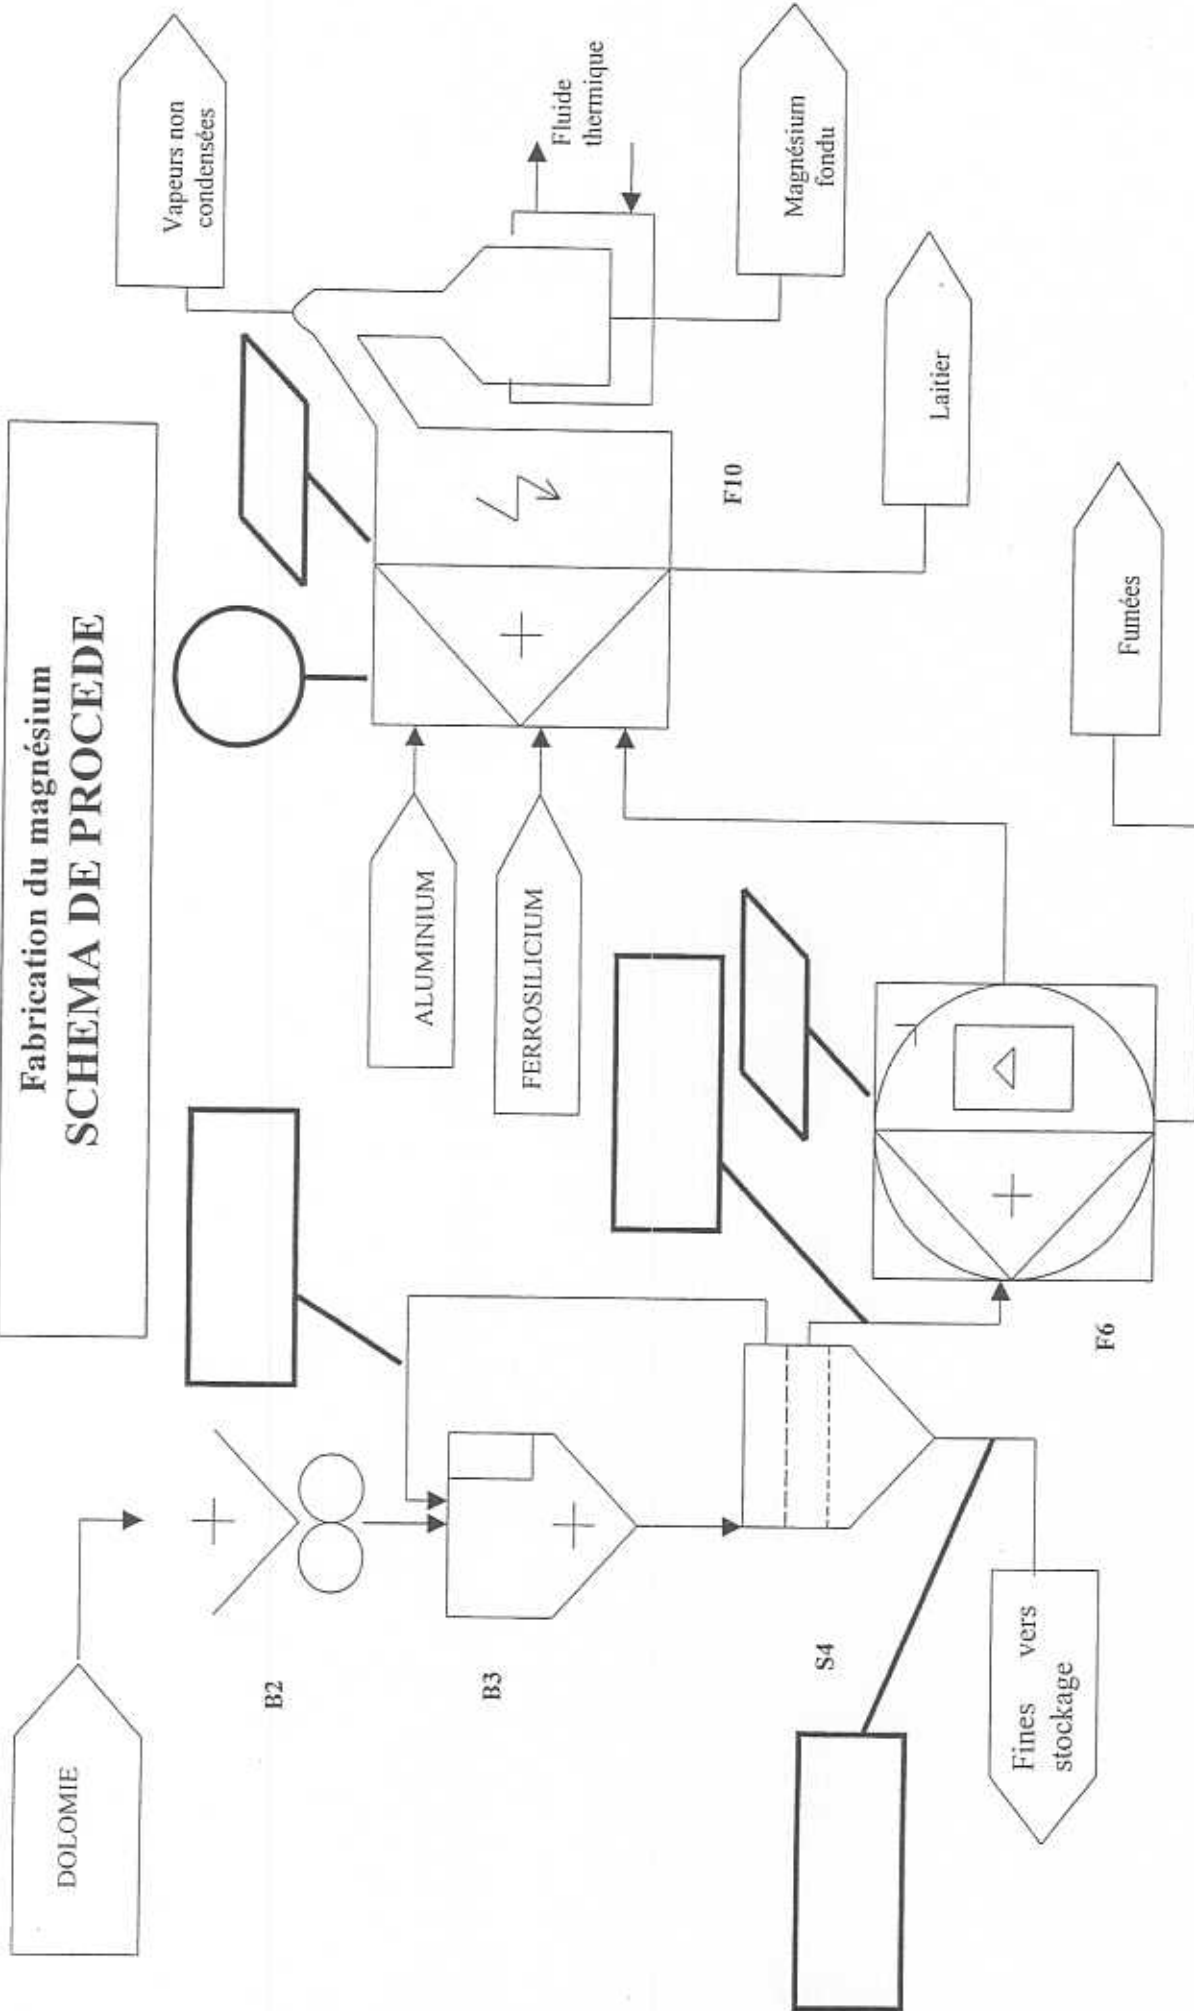 Fabrication du magnésium
SCHEMA DE PROCEDE
DOLOMIE
B2
B3
S4
Fines vers
stockage
ALUMINIUM
FERROSILICIUM
F6
Fumées
F10
Laitier
Vapeurs non
condensées
Fluide
thermique
Magnésium
fondu